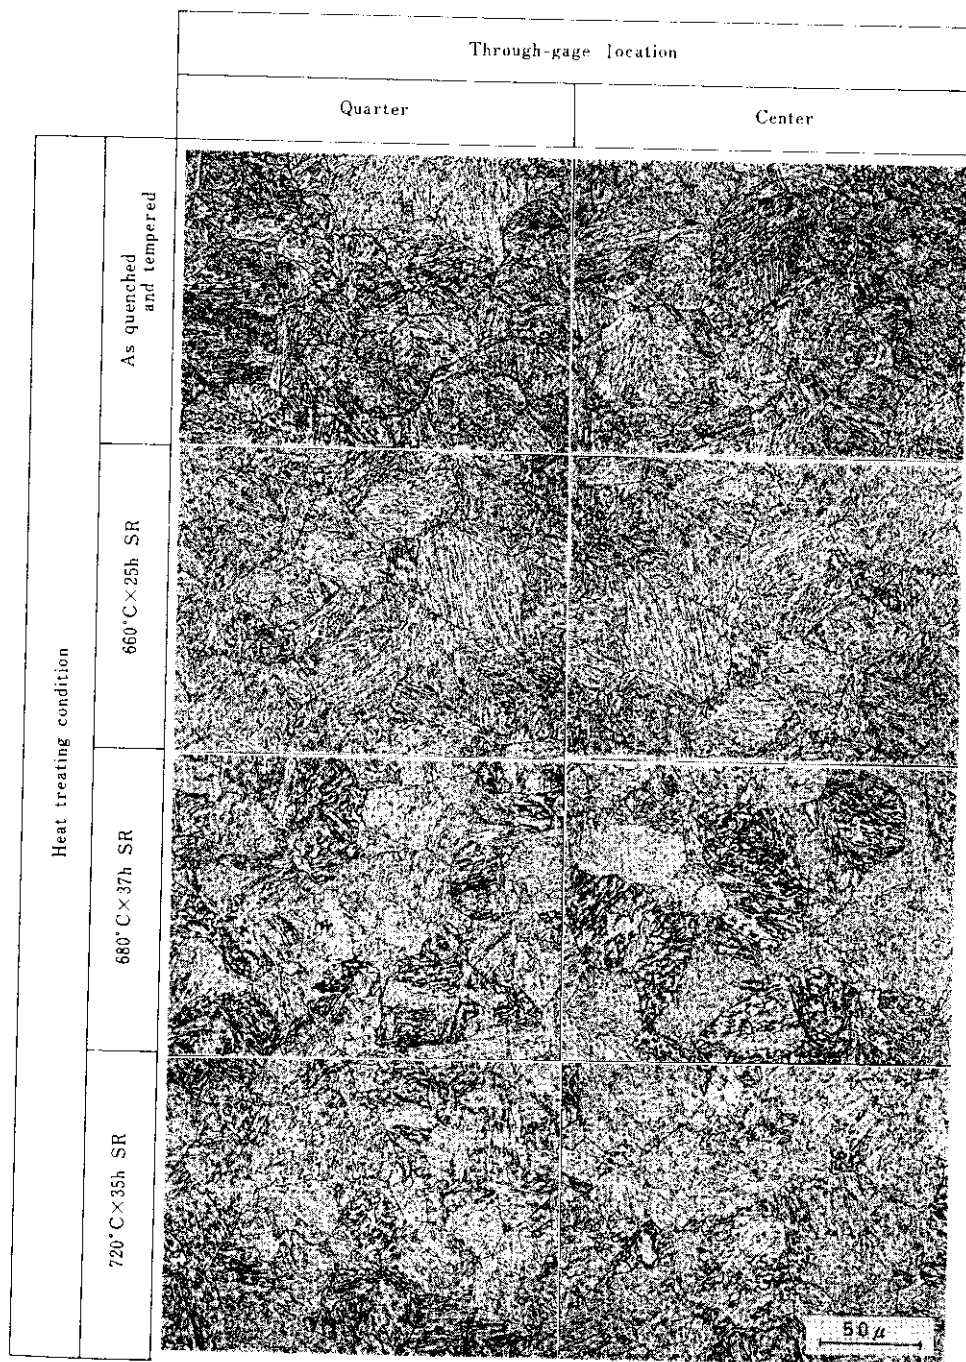 Through-gage location
Quarter
Center
Heat treating condition
As quenched
and tempered
660°C×25h SR
680°C×37h SR
720°C×35h SR
50μ